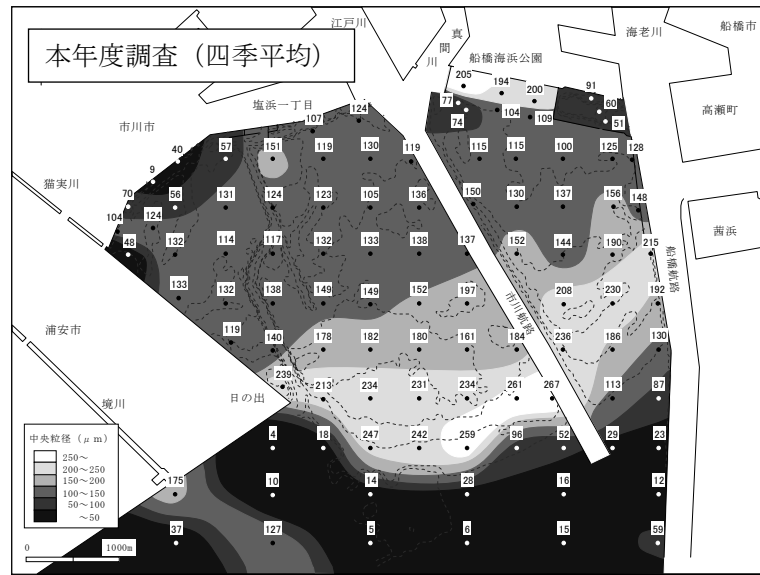 本年度調査（四季平均）
江戸川
真間川
船橋海浜公園
海老川
船橋市
高瀬町
茜浜
船橋航路
市川航路
塩浜一丁目
市川市
猫実川
浦安市
境川
日の出
205 194 200 91
77 104 109 60
74 51
124
107
40 57 151 119 130 119 115 115 100 125 128
9
70 56 131 124 123 105 136 150 130 137 156 148
104 124
48 132 114 117 132 133 138 137 152 144 190 215
133 132 138 149 149 152 197 208 230 192
119 140 178 182 180 161 184 236 186 130
239 213 234 231 234 261 267 113 87
4 18 247 242 259 96 52 29 23
175 10 14 28 16 12
37 127 5 6 15 59
中央粒径（μm）
250～
200～250
150～200
100～150
50～100
～50
0 1000m